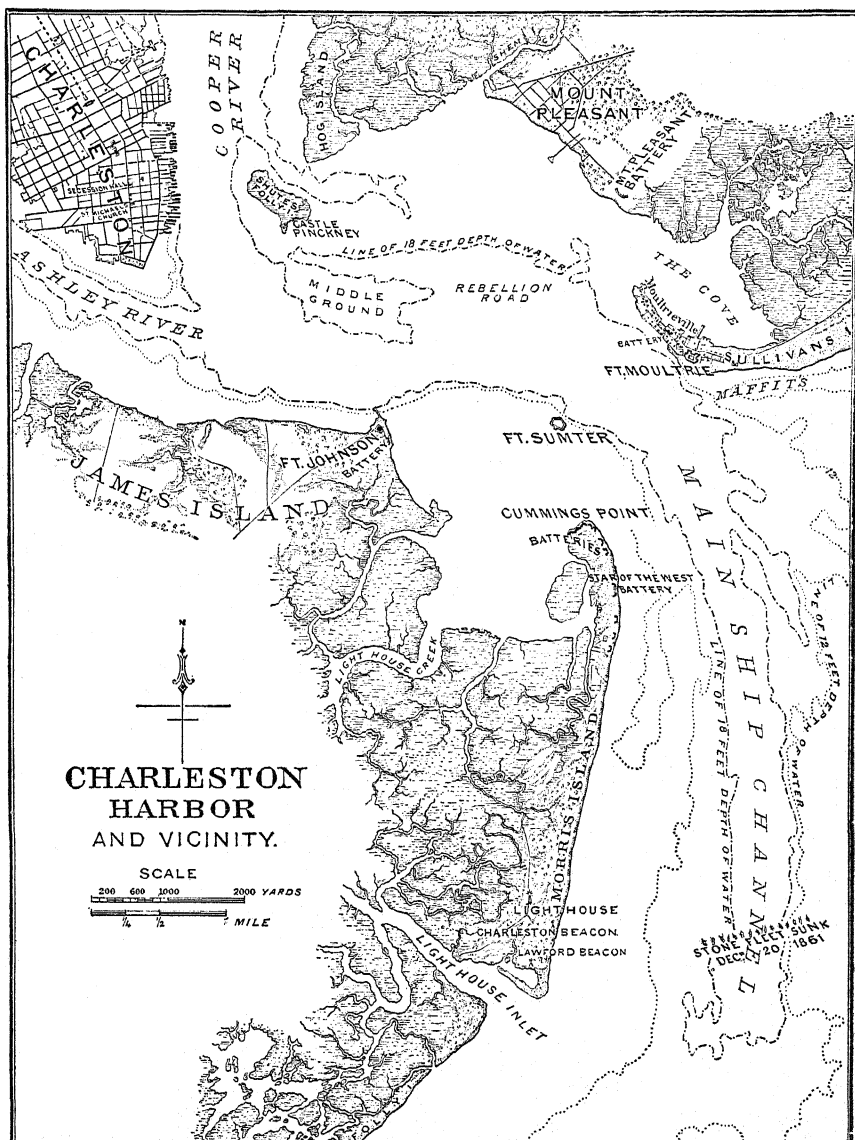 CHARLESTON
COOPER
RIVER
HOG ISLAND
SHEM CR.
MOUNT
PLEASANT
MT. PLEASANT
BATTERY
SECESSION HALL
ST MICHAELS
CHURCH
SHUTES
FOLLY
CASTLE
PINCKNEY
LINE OF 18 FEET DEPTH OF WATER
MIDDLE
GROUND
REBELLION
ROAD
THE COVE
ASHLEY RIVER
Moultrieville
BATTERY
SULLIVANS I
FT. MOULTRIE
MAFFITS
FT. SUMTER
FT. JOHNSON
BATTERY
JAMES ISLAND
CUMMINGS POINT
BATTERIES
STAR OF THE WEST
BATTERY
MAIN SHIP CHANNEL
12
LINE OF 12 FEET DEPTH OF WATER
LINE OF 18 FEET DEPTH OF WATER
LIGHT HOUSE CREEK
N
CHARLESTON
HARBOR
AND VICINITY.
SCALE
200 600 1000 2000 YARDS
¼ ½ 1 MILE
MORRIS ISLAND
LIGHT HOUSE
CHARLESTON BEACON.
LAWFORD BEACON
LIGHT HOUSE INLET
STONE FLEET SUNK
DEC. 20, 1861